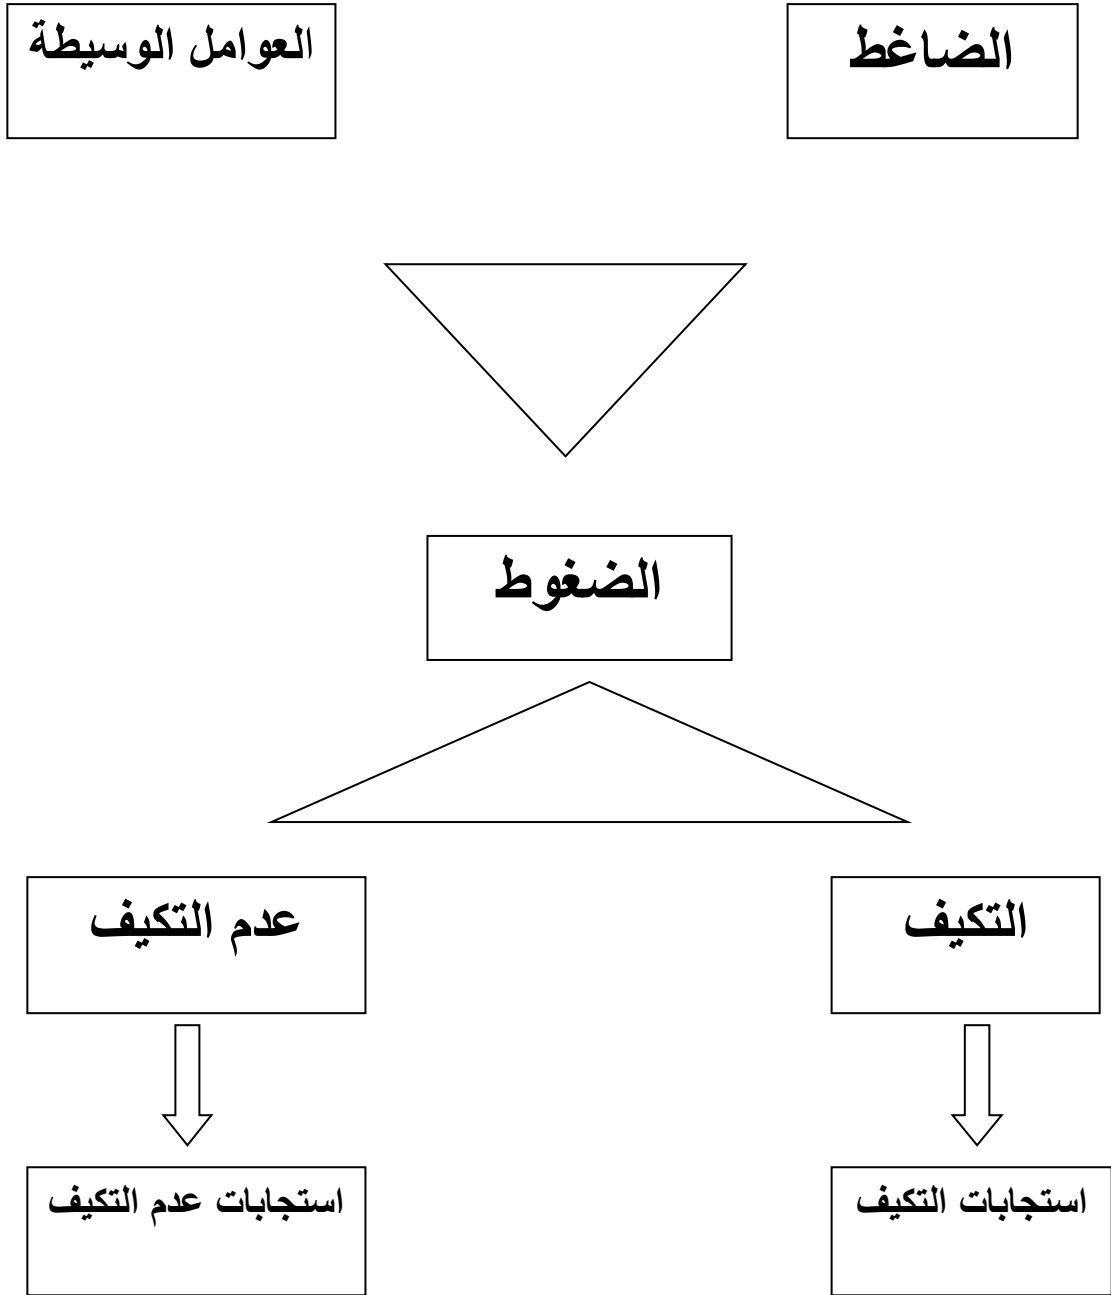 الضاغط
العوامل الوسيطة
الضغوط
التكيف
عدم التكيف
استجابات التكيف
استجابات عدم التكيف